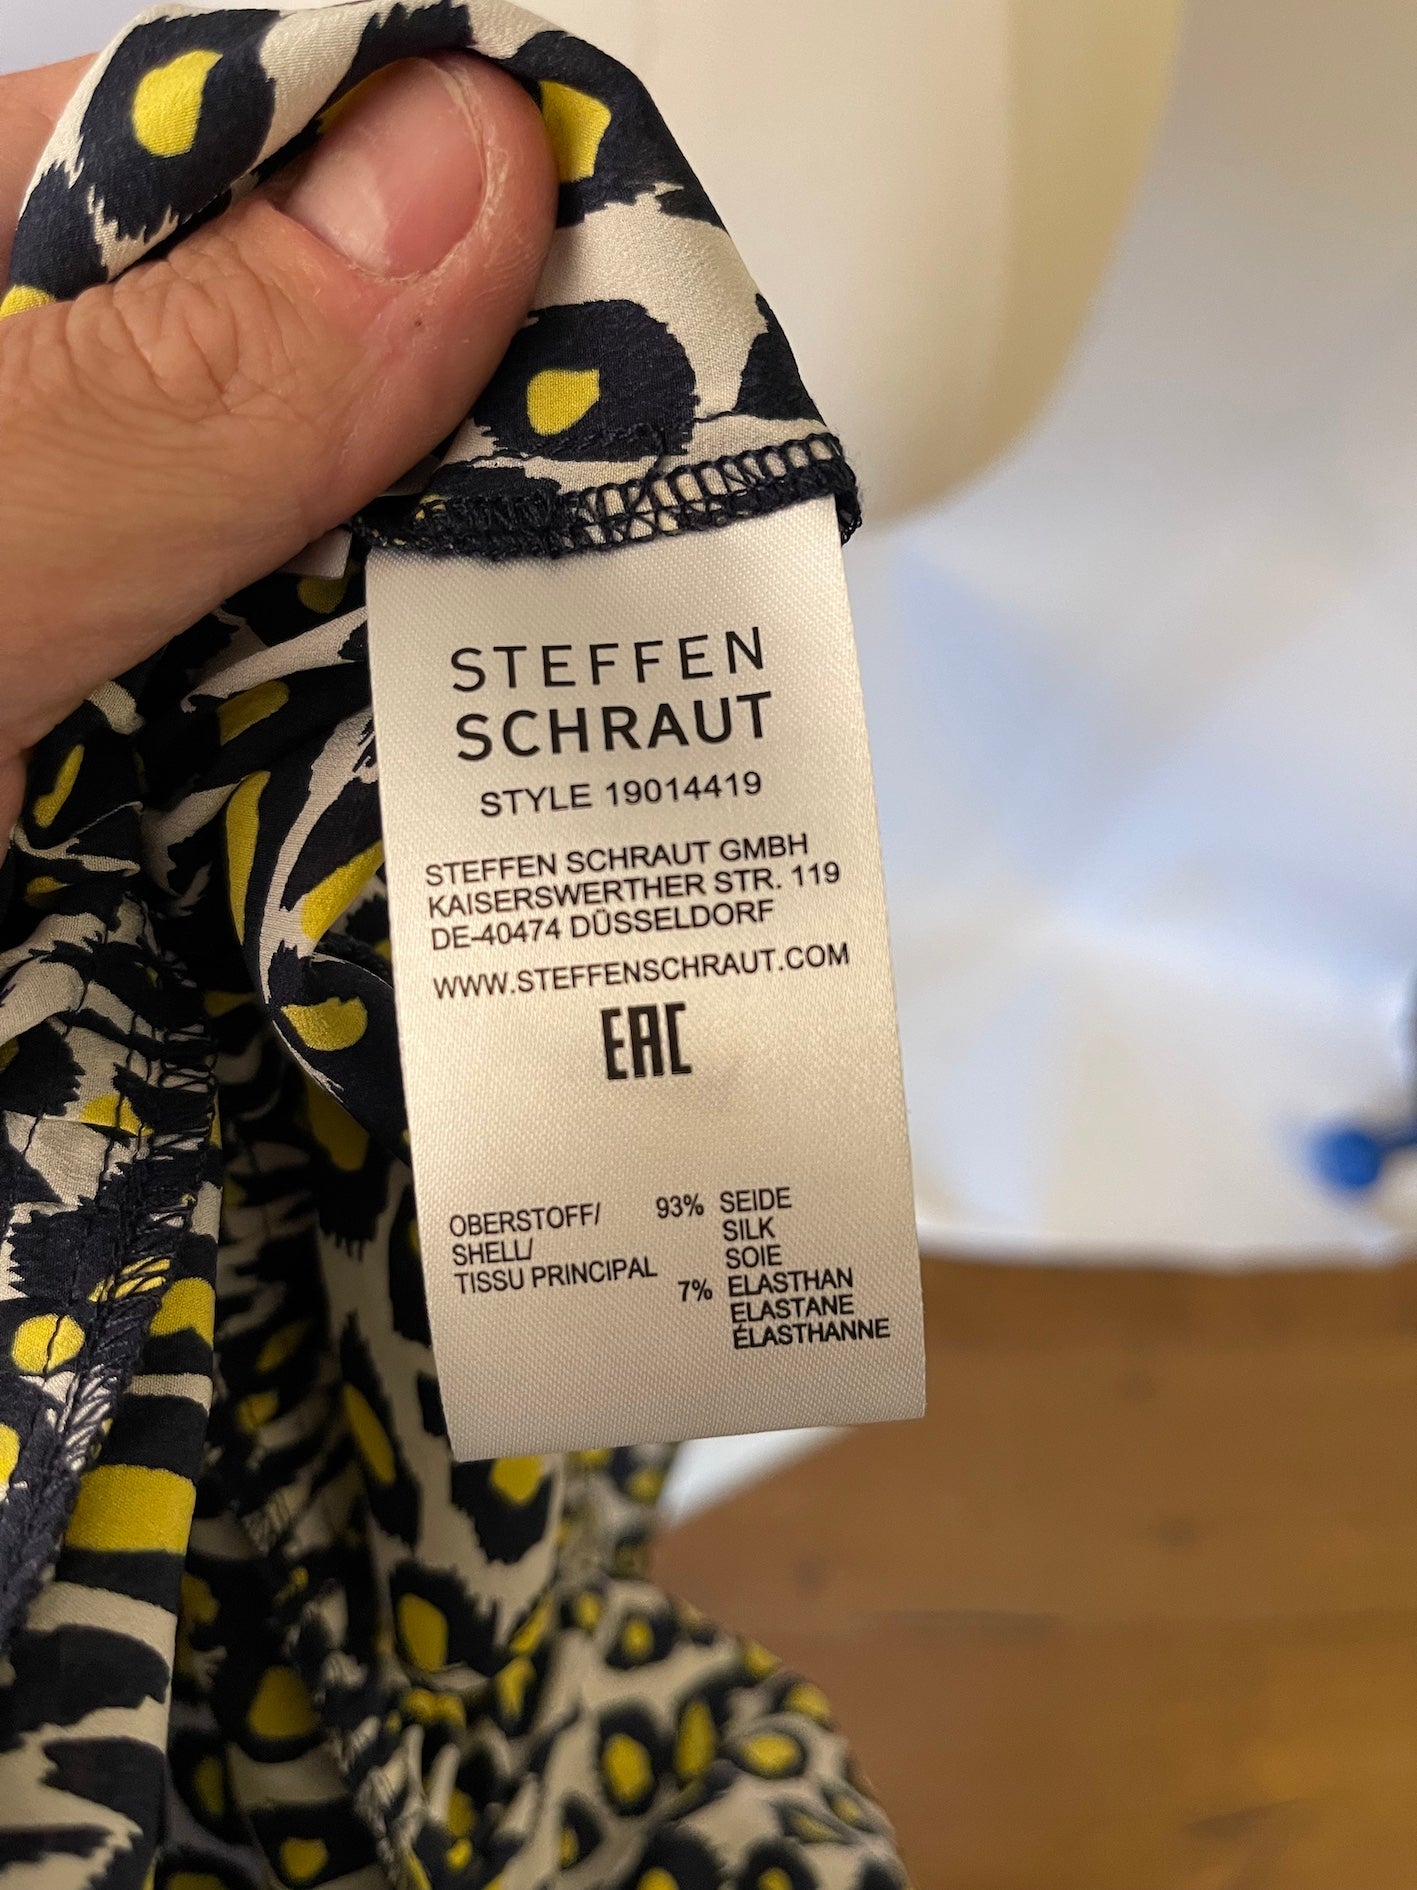 STEFFEN
SCHRAUT
STYLE 19014419
STEFFEN SCHRAUT GMBH
KAISERSWERTHER STR. 119
DE-40474 DÜSSELDORF
WWW.STEFFENSCHRAUT.COM
EAC
OBERSTOFF/
SHELL/
TISSU PRINCIPAL
93% SEIDE
SILK
SOIE
7% ELASTHAN
ELASTANE
ÉLASTHANNE